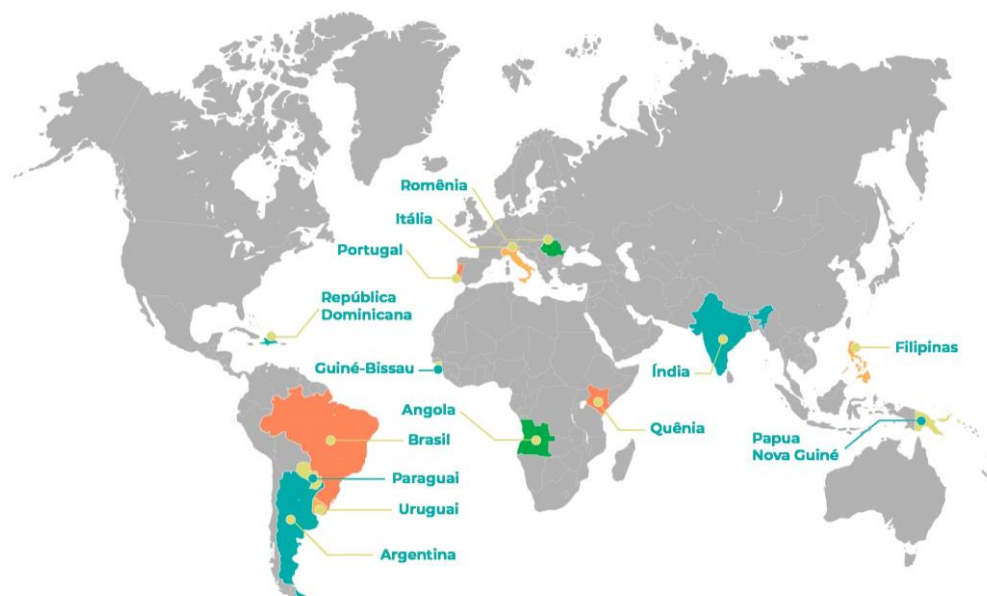 Romênia
Itália
Portugal
República
Dominicana
Guiné-Bissau
Angola
Brasil
Paraguai
Uruguai
Argentina
Índia
Filipinas
Quênia
Papua
Nova Guiné